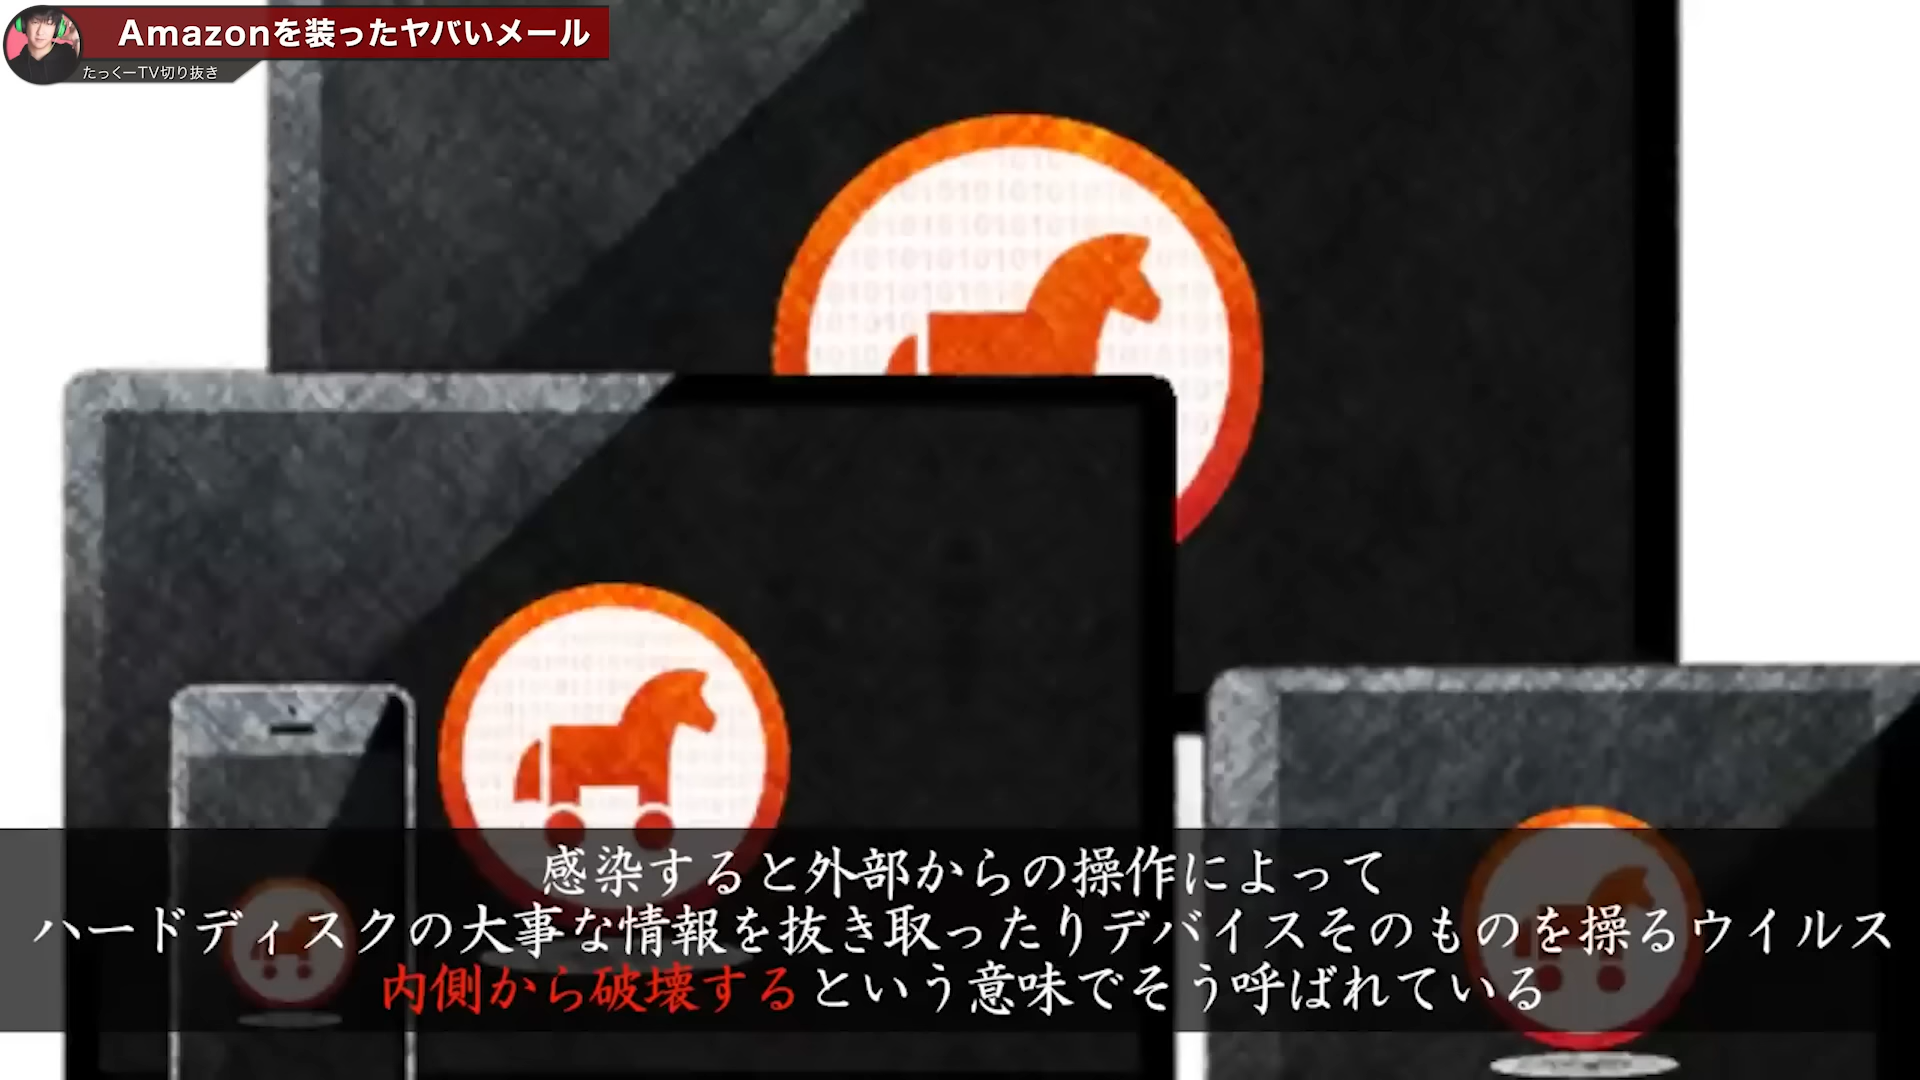 Amazonを装ったヤバいメール
たっくーTV切り抜き
感染すると外部からの操作によって
ハードディスクの大事な情報を抜き取ったりデバイスそのものを操るウイルス
内側から破壊するという意味でそう呼ばれている